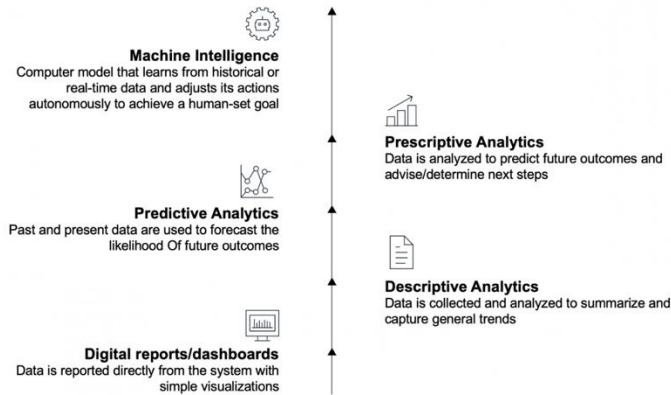 Machine Intelligence
Computer model that learns from historical or
real-time data and adjusts its actions
autonomously to achieve a human-set goal
Prescriptive Analytics
Data is analyzed to predict future outcomes and
advise/determine next steps
Predictive Analytics
Past and present data are used to forecast the
likelihood Of future outcomes
Descriptive Analytics
Data is collected and analyzed to summarize and
capture general trends
Digital reports/dashboards
Data is reported directly from the system with
simple visualizations